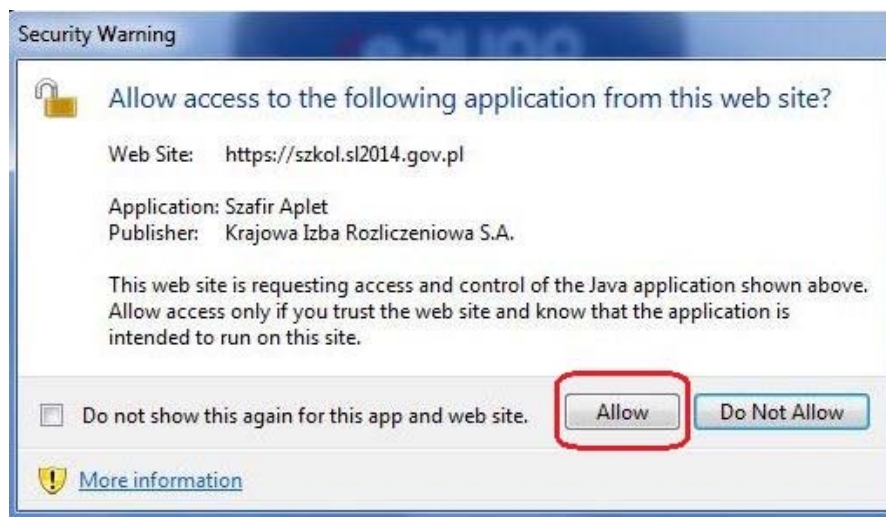 Security Warning
Allow access to the following application from this web site?
Web Site: https://szkol.sl2014.gov.pl
Application: Szafir Aplet
Publisher: Krajowa Izba Rozliczeniowa S.A.
This web site is requesting access and control of the Java application shown above.
Allow access only if you trust the web site and know that the application is
intended to run on this site.
Do not show this again for this app and web site. Allow Do Not Allow
More information